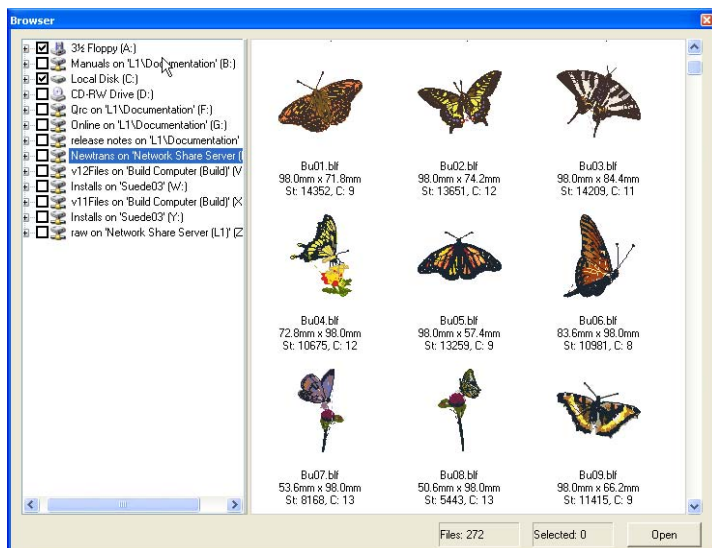 Browser
3½ Floppy (A:)
Manuals on 'L1\Documentation' (B:)
Local Disk (C:)
CD-RW Drive (D:)
Qrc on 'L1\Documentation' (F:)
Online on 'L1\Documentation' (G:)
release notes on 'L1\Documentation'
Newtrans on 'Network Share Server (
v12Files on 'Build Computer (Build)' (V
Installs on 'Suede03' (W:)
v11Files on 'Build Computer (Build)' (X
Installs on 'Suede03' (Y:)
raw on 'Network Share Server (L1)' (Z
Bu01.blf
98.0mm x 71.8mm
St: 14352, C: 9
Bu02.blf
98.0mm x 74.2mm
St: 13651, C: 12
Bu03.blf
98.0mm x 84.4mm
St: 14209, C: 11
Bu04.blf
72.8mm x 98.0mm
St: 10675, C: 12
Bu05.blf
98.0mm x 57.4mm
St: 13259, C: 9
Bu06.blf
83.6mm x 98.0mm
St: 10981, C: 8
Bu07.blf
53.6mm x 98.0mm
St: 8168, C: 13
Bu08.blf
50.6mm x 98.0mm
St: 5443, C: 13
Bu09.blf
98.0mm x 66.2mm
St: 11415, C: 9
Files: 272
Selected: 0
Open